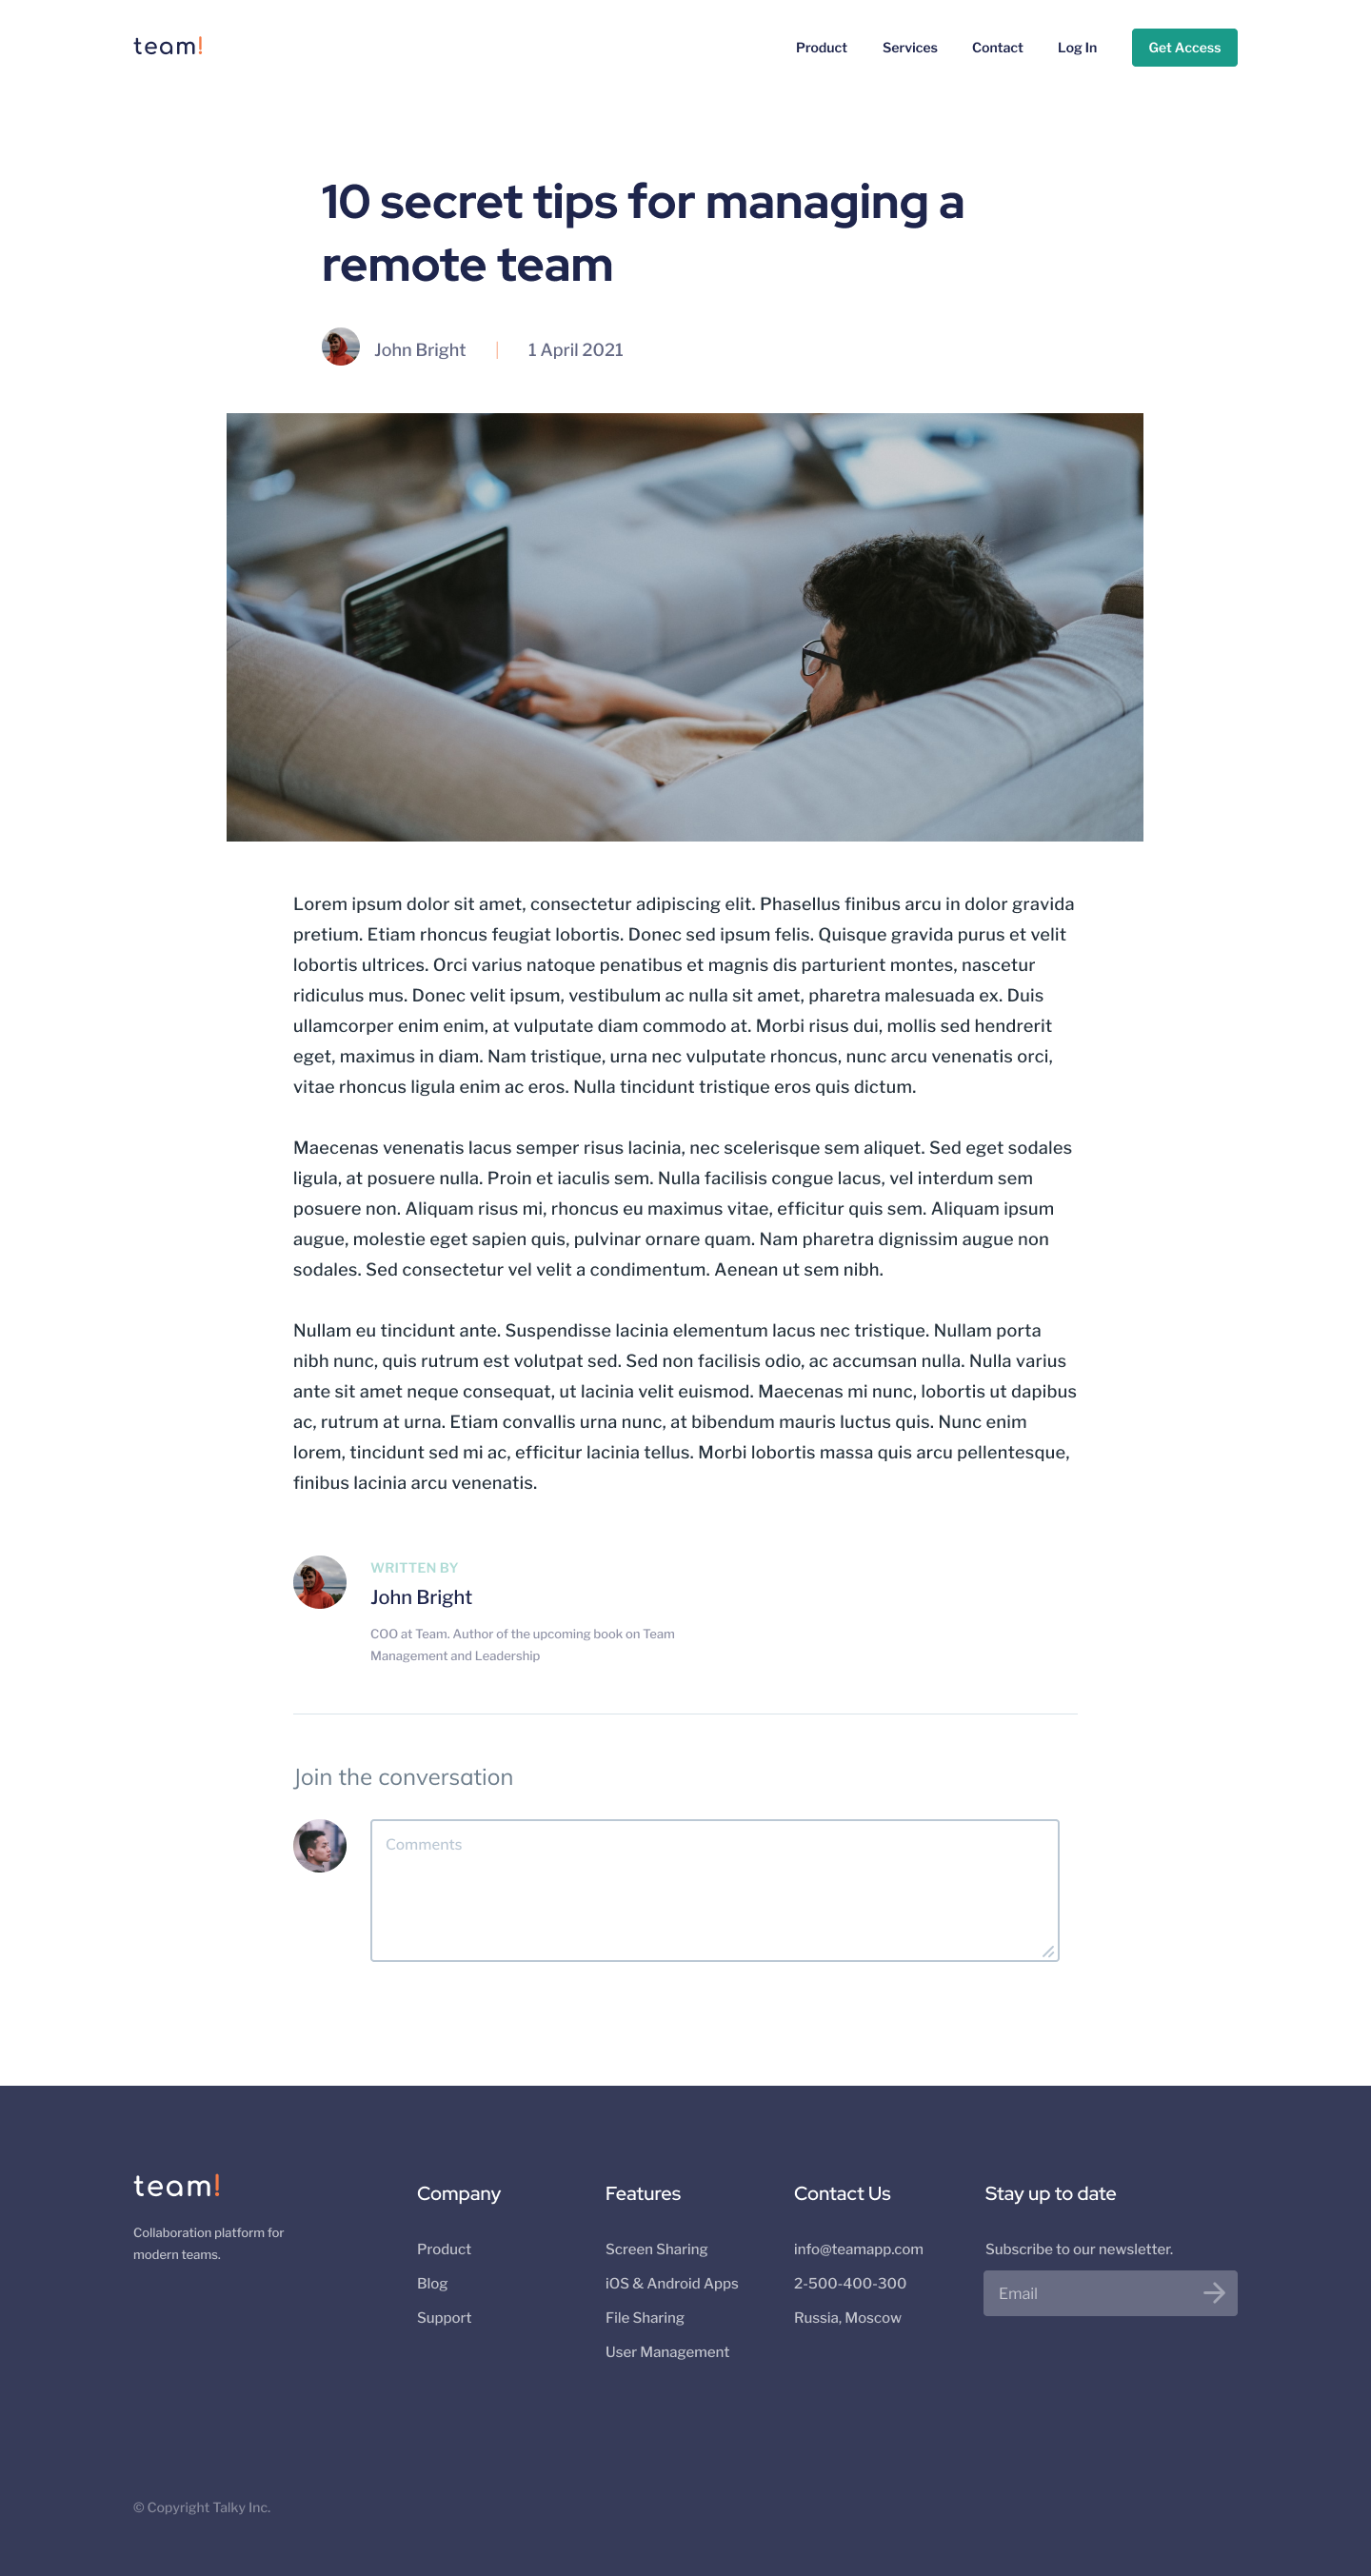 team!
Product Services Contact Log In Get Access
10 secret tips for managing a
remote team
John Bright 1 April 2021
Lorem ipsum dolor sit amet, consectetur adipiscing elit. Phasellus finibus arcu in dolor gravida
pretium. Etiam rhoncus feugiat lobortis. Donec sed ipsum felis. Quisque gravida purus et velit
lobortis ultrices. Orci varius natoque penatibus et magnis dis parturient montes, nascetur
ridiculus mus. Donec velit ipsum, vestibulum ac nulla sit amet, pharetra malesuada ex. Duis
ullamcorper enim enim, at vulputate diam commodo at. Morbi risus dui, mollis sed hendrerit
eget, maximus in diam. Nam tristique, urna nec vulputate rhoncus, nunc arcu venenatis orci,
vitae rhoncus ligula enim ac eros. Nulla tincidunt tristique eros quis dictum.
Maecenas venenatis lacus semper risus lacinia, nec scelerisque sem aliquet. Sed eget sodales
ligula, at posuere nulla. Proin et iaculis sem. Nulla facilisis congue lacus, vel interdum sem
posuere non. Aliquam risus mi, rhoncus eu maximus vitae, efficitur quis sem. Aliquam ipsum
augue, molestie eget sapien quis, pulvinar ornare quam. Nam pharetra dignissim augue non
sodales. Sed consectetur vel velit a condimentum. Aenean ut sem nibh.
Nullam eu tincidunt ante. Suspendisse lacinia elementum lacus nec tristique. Nullam porta
nibh nunc, quis rutrum est volutpat sed. Sed non facilisis odio, ac accumsan nulla. Nulla varius
ante sit amet neque consequat, ut lacinia velit euismod. Maecenas mi nunc, lobortis ut dapibus
ac, rutrum at urna. Etiam convallis urna nunc, at bibendum mauris luctus quis. Nunc enim
lorem, tincidunt sed mi ac, efficitur lacinia tellus. Morbi lobortis massa quis arcu pellentesque,
finibus lacinia arcu venenatis.
WRITTEN BY
John Bright
COO at Team. Author of the upcoming book on Team
Management and Leadership
Join the conversation
Comments
team!
Collaboration platform for
modern teams.
Company
Product
Blog
Support
Features
Screen Sharing
iOS & Android Apps
File Sharing
User Management
Contact Us
info@teamapp.com
2-500-400-300
Russia, Moscow
Stay up to date
Subscribe to our newsletter.
Email
© Copyright Talky Inc.